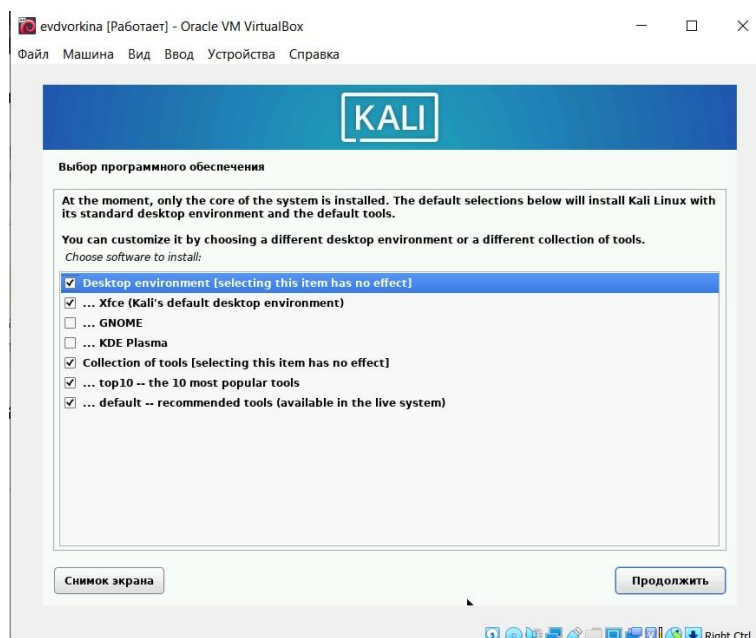 evdvorkina [Работает] - Oracle VM VirtualBox
Файл Машина Вид Ввод Устройства Справка
KALI
Выбор программного обеспечения
At the moment, only the core of the system is installed. The default selections below will install Kali Linux with
its standard desktop environment and the default tools.
You can customize it by choosing a different desktop environment or a different collection of tools.
Choose software to install:
Desktop environment [selecting this item has no effect]
... Xfce (Kali's default desktop environment)
... GNOME
... KDE Plasma
Collection of tools [selecting this item has no effect]
... top10 -- the 10 most popular tools
... default -- recommended tools (available in the live system)
Снимок экрана Продолжить
Right Ctrl